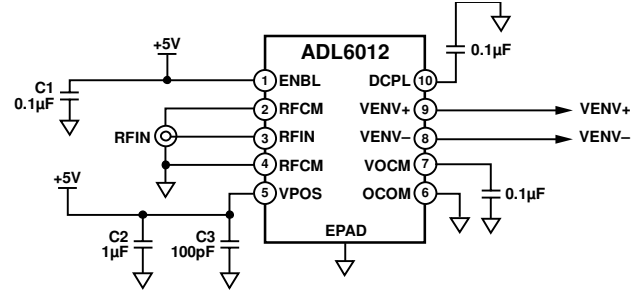 ADL6012
+5V
C1
0.1µF
1 ENBL
2 RFCM
RFIN
3 RFIN
4 RFCM
+5V
5 VPOS
C2
1µF
C3
100pF
EPAD
0.1µF
DCPL 10
VENV+ 9
VENV+
VENV– 8
VENV–
VOCM 7
0.1µF
OCOM 6